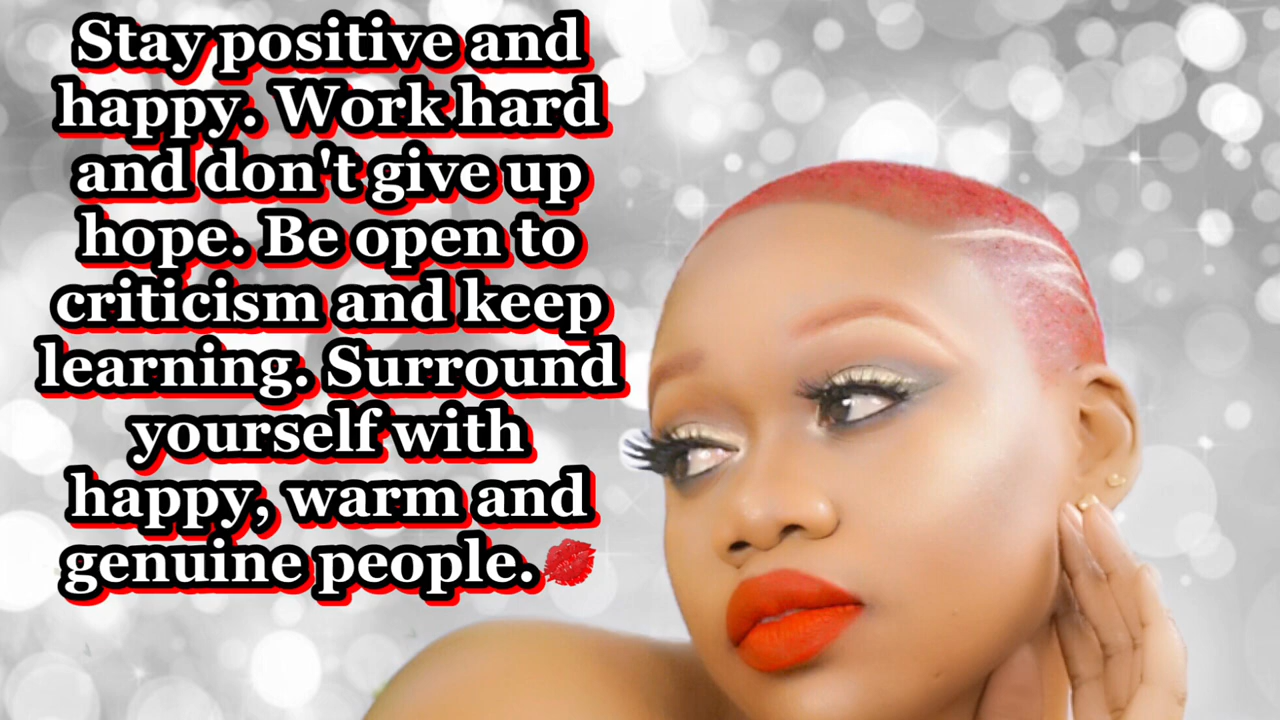 Stay positive and
happy. Work hard
and don't give up
hope. Be open to
criticism and keep
learning. Surround
yourself with
happy, warm and
genuine people.💋